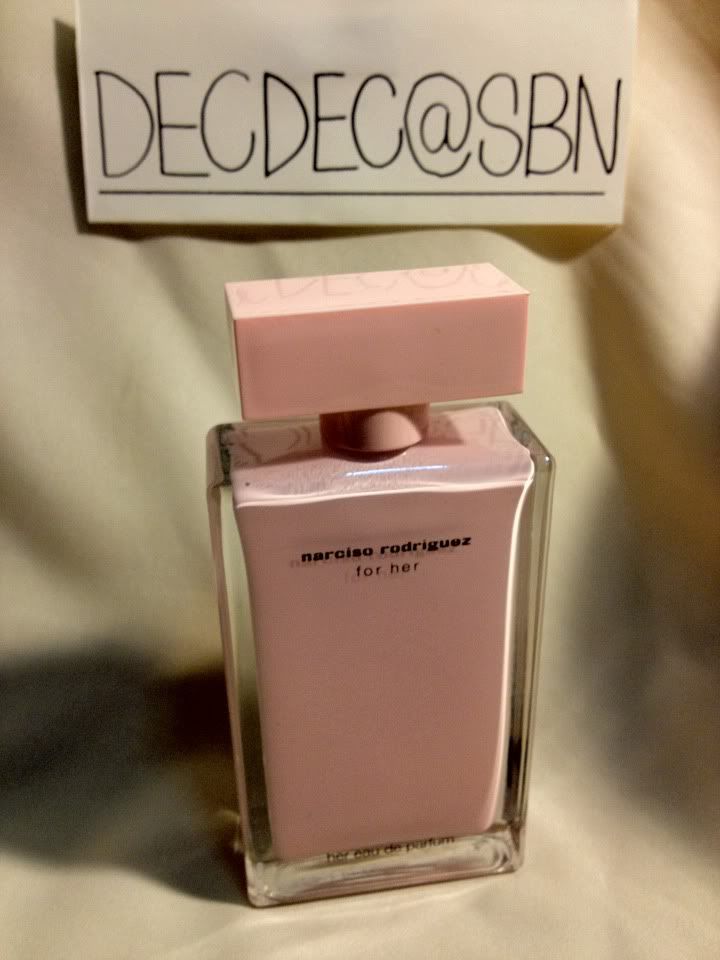 DECDEC@SBN
narciso rodriguez
for her
her eau de parfum